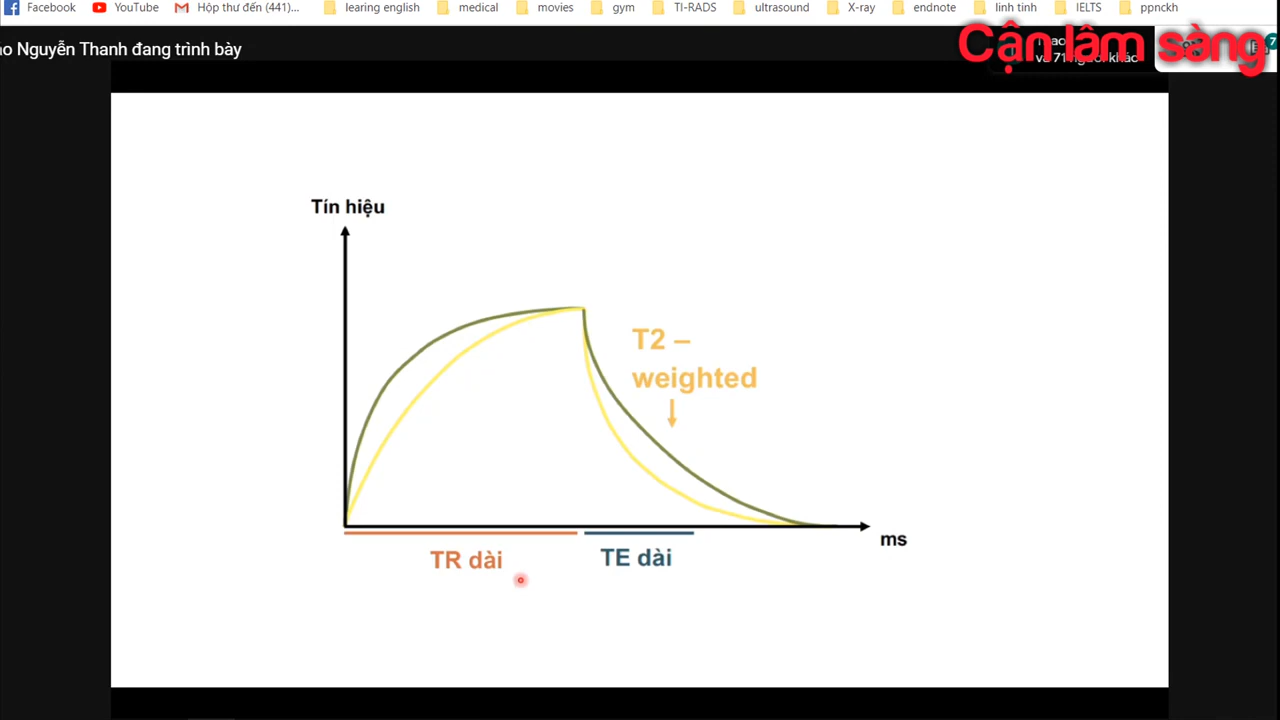 Facebook YouTube Hộp thư đến (441)... learing english medical movies gym TI-RADS ultrasound X-ray endnote linh tinh IELTS ppnckh
Nguyễn Thanh đang trình bày
Cận lâm sàng
7
Tín hiệu
T2 –
weighted
ms
TR dài
TE dài